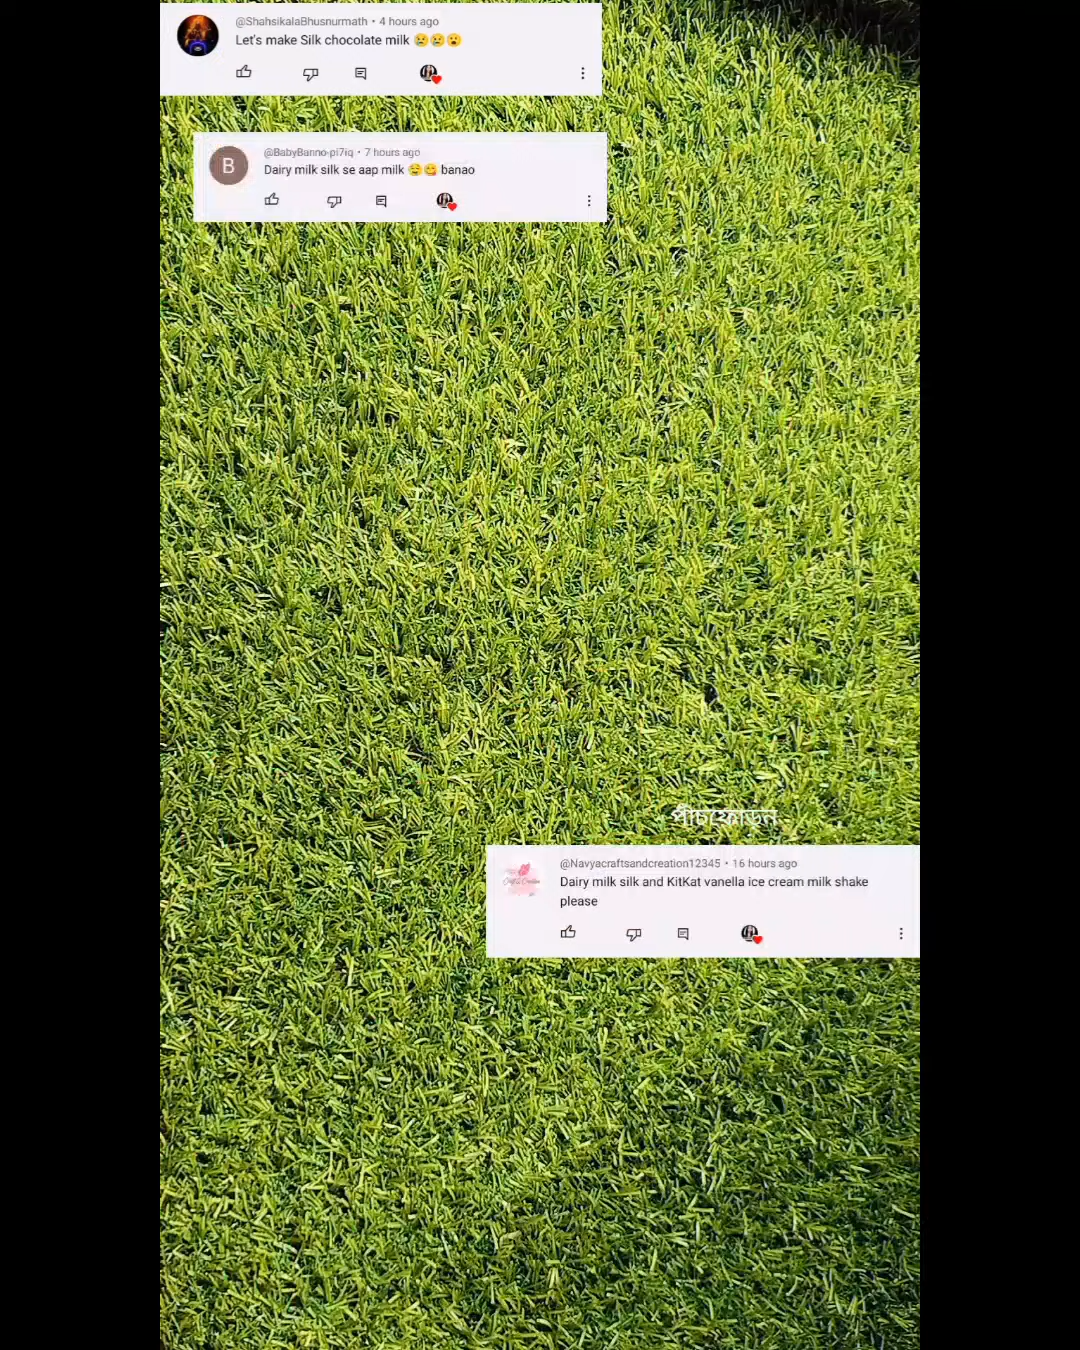 @ShahsikalaBhusnurmath • 4 hours ago
Let's make Silk chocolate milk 😢😢😮
B
@BabyBanno-pi7iq • 7 hours ago
Dairy milk silk se aap milk 😋😋 banao
পাঁচফোড়ন
@Navyacraftsandcreation12345 • 16 hours ago
Dairy milk silk and KitKat vanella ice cream milk shake
please